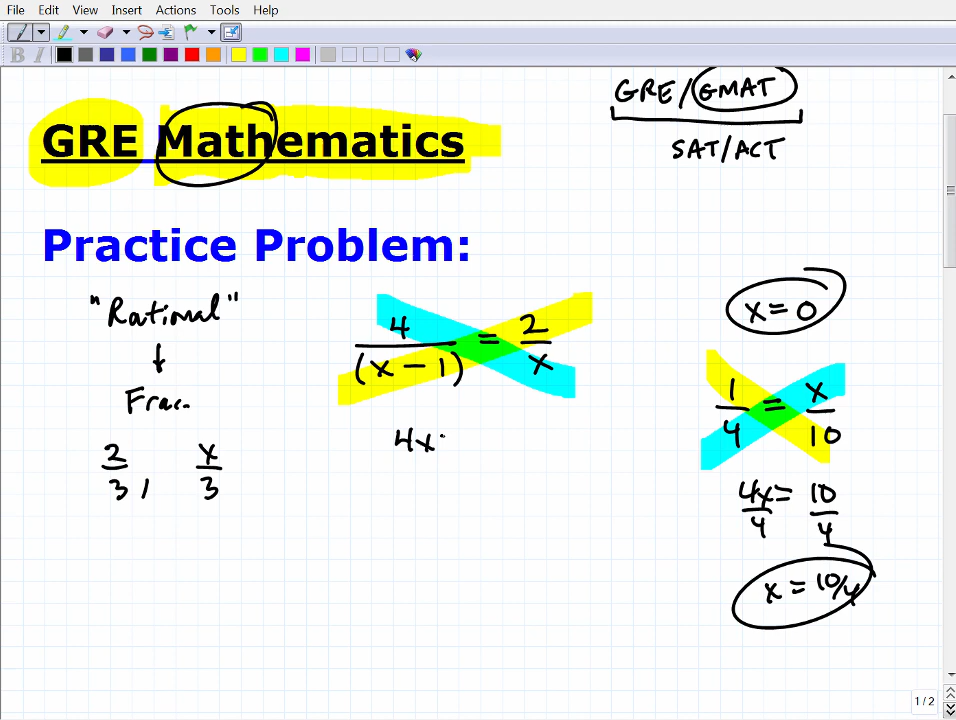 File Edit View Insert Actions Tools Help
B I
GRE/GMAT
SAT/ACT
GRE Mathematics
Practice Problem:
"Rational"
Frac.
2/3, x/3
4/(x-1) = 2/x
4x
x = 0
1/4 = x/10
4x/4 = 10/4
x = 10/4
1 / 2